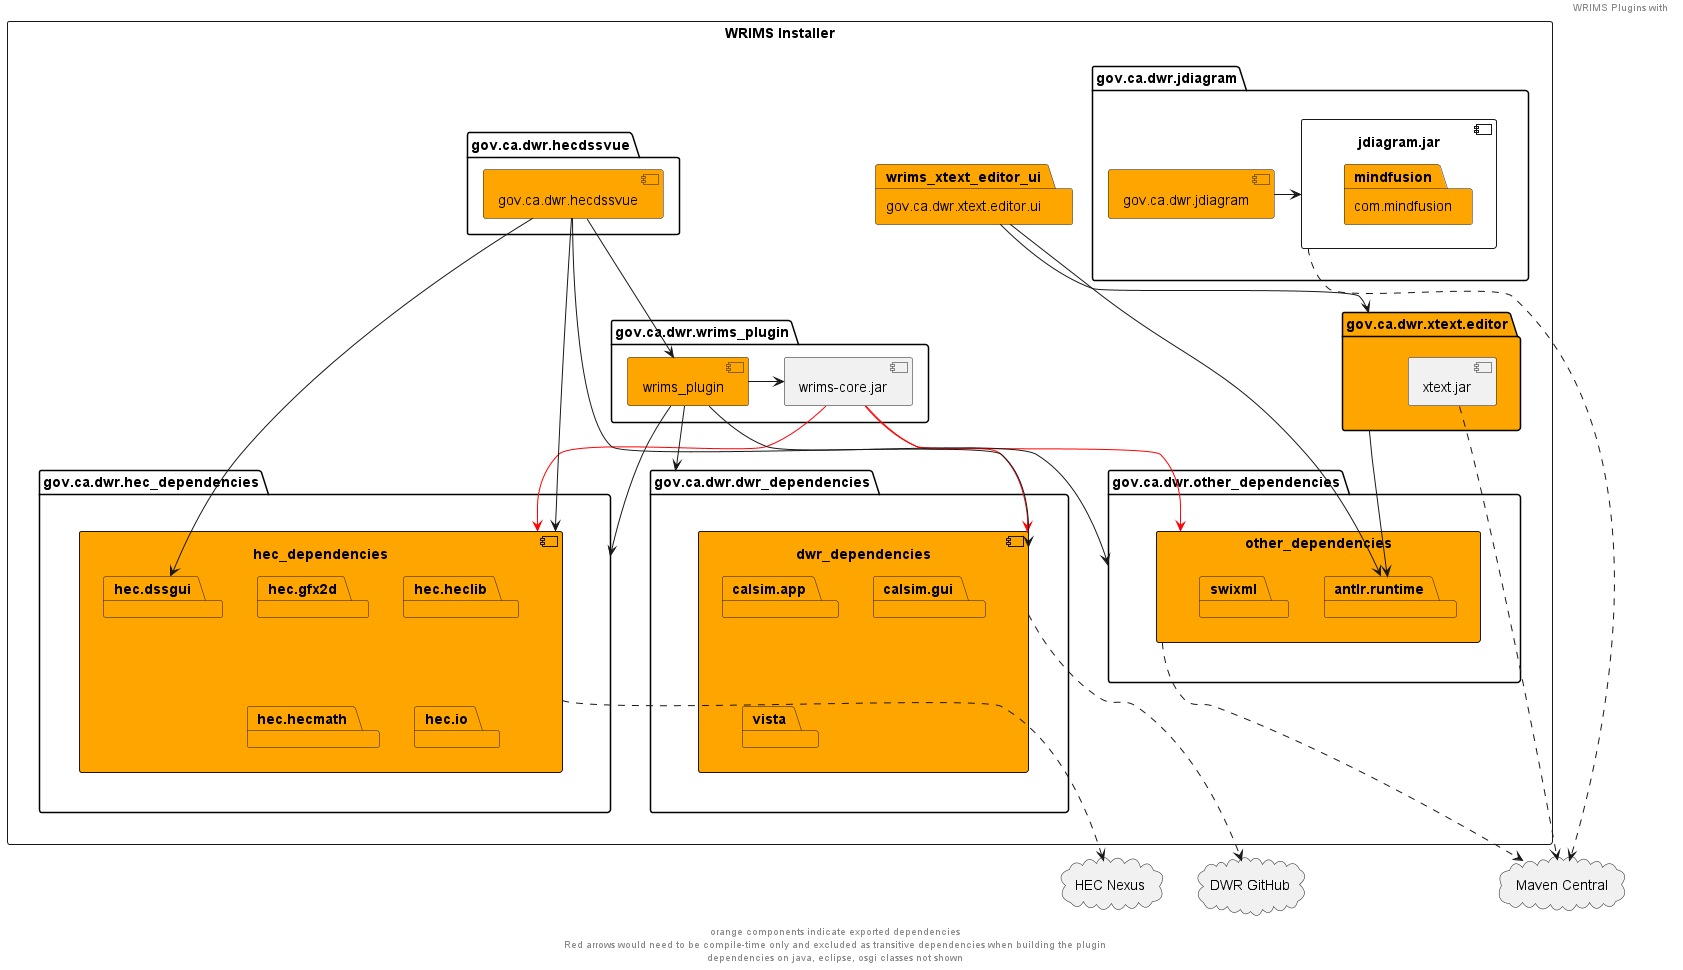 WRIMS Plugins with
WRIMS Installer
gov.ca.dwr.jdiagram
jdiagram.jar
gov.ca.dwr.hecdssvue
gov.ca.dwr.hecdssvue
wrims_xtext_editor_ui
gov.ca.dwr.xtext.editor.ui
gov.ca.dwr.jdiagram
mindfusion
com.mindfusion
gov.ca.dwr.wrims_plugin
gov.ca.dwr.xtext.editor
wrims_plugin
wrims-core.jar
xtext.jar
gov.ca.dwr.hec_dependencies
gov.ca.dwr.dwr_dependencies
gov.ca.dwr.other_dependencies
hec_dependencies
dwr_dependencies
other_dependencies
hec.dssgui
hec.gfx2d
hec.heclib
calsim.app
calsim.gui
swixml
antlr.runtime
hec.hecmath
hec.io
vista
HEC Nexus
DWR GitHub
Maven Central
orange components indicate exported dependencies
Red arrows would need to be compile-time only and excluded as transitive dependencies when building the plugin
dependencies on java, eclipse, osgi classes not shown